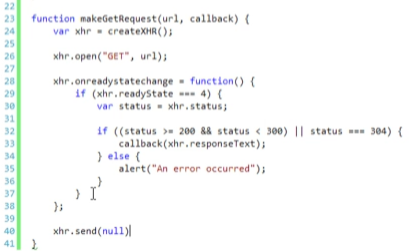 22
23 function makeGetRequest(url, callback) {
24     var xhr = createXHR();
25
26     xhr.open("GET", url);
27
28     xhr.onreadystatechange = function() {
29         if (xhr.readyState === 4) {
30             var status = xhr.status;
31
32             if ((status >= 200 && status < 300) || status === 304) {
33                 callback(xhr.responseText);
34             } else {
35                 alert("An error occurred");
36             }
37         }
38     };
39
40     xhr.send(null)
41 }